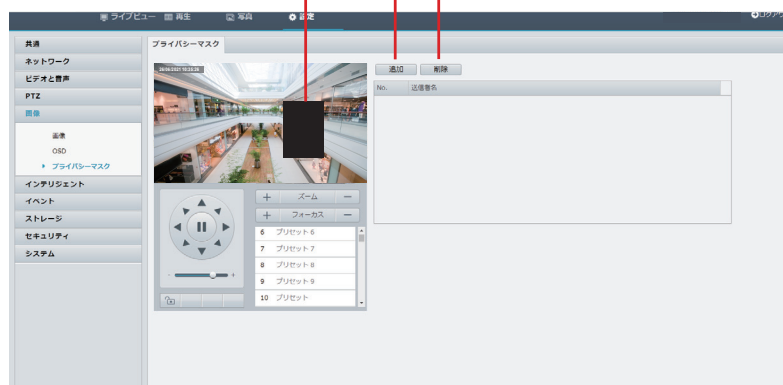 ライブビュー 再生 写真 設定 ログアウ
共通
ネットワーク
ビデオと音声
PTZ
画像
画像
OSD
プライバシーマスク
インテリジェント
イベント
ストレージ
セキュリティ
システム
プライバシーマスク
追加 削除
No. 送信者名
+ ズーム −
+ フォーカス −
6 プリセット 6
7 プリセット 7
8 プリセット 8
9 プリセット 9
10 プリセット
- +